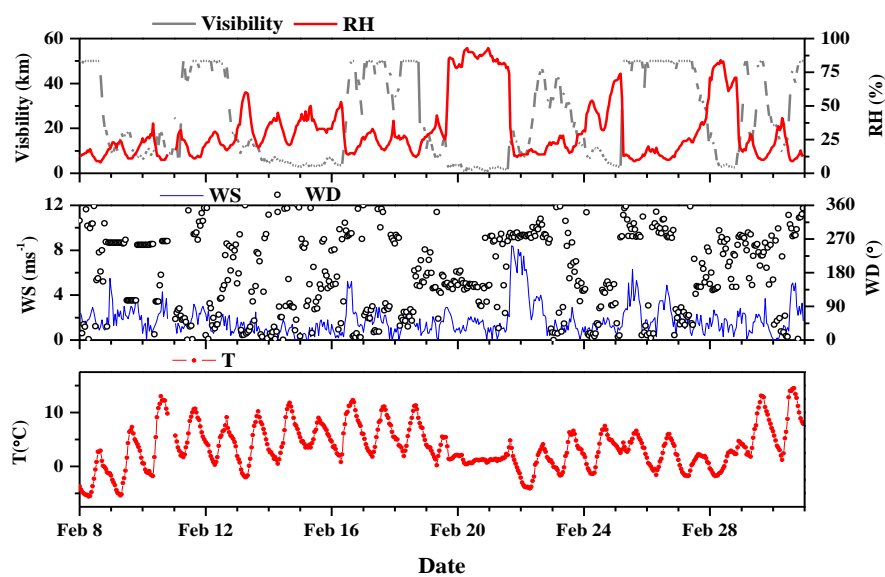 Visibility RH
60 100
40 75
50
20 25
0 0
Visbility (km)
RH (%)
WS WD
12 360
8 270
180
4 90
0 0
WS (ms⁻¹)
WD (°)
T
10
0
T(°C)
Feb 8 Feb 12 Feb 16 Feb 20 Feb 24 Feb 28
Date